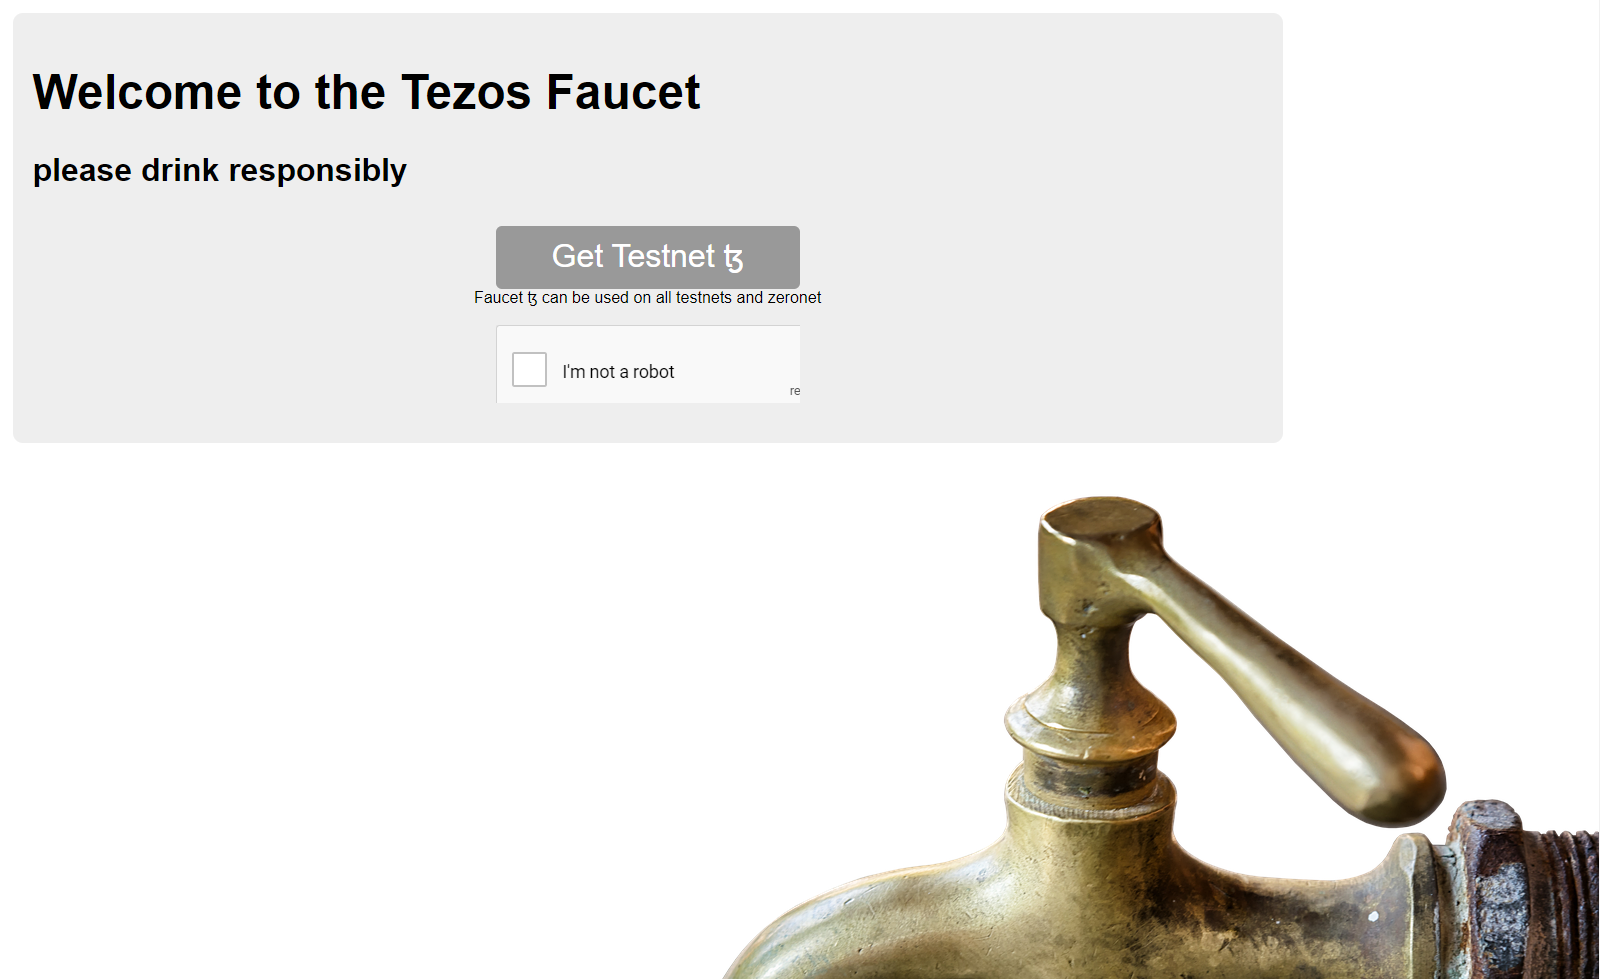 Welcome to the Tezos Faucet
please drink responsibly
Get Testnet ꜩ
Faucet ꜩ can be used on all testnets and zeronet
I'm not a robot
re